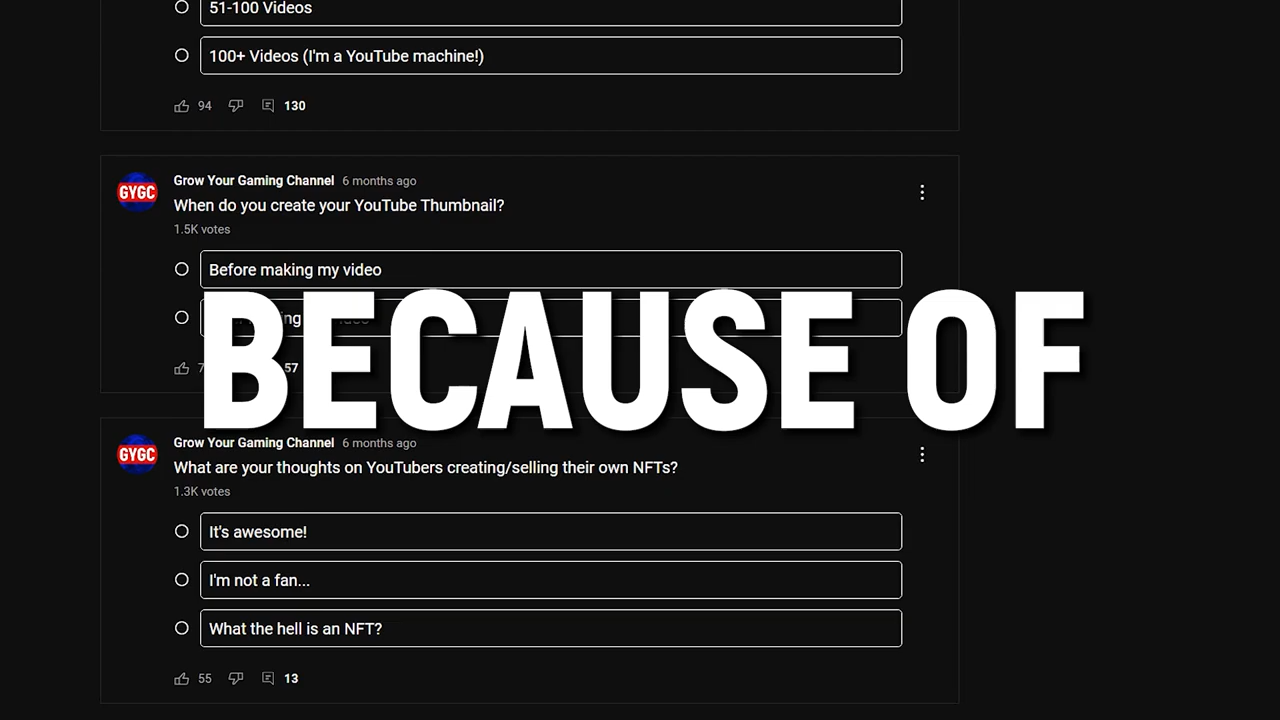 51-100 Videos
100+ Videos (I'm a YouTube machine!)
94 130
GYGC
Grow Your Gaming Channel 6 months ago
When do you create your YouTube Thumbnail?
1.5K votes
Before making my video
BECAUSE OF
57
GYGC
Grow Your Gaming Channel 6 months ago
What are your thoughts on YouTubers creating/selling their own NFTs?
1.3K votes
It's awesome!
I'm not a fan...
What the hell is an NFT?
55 13